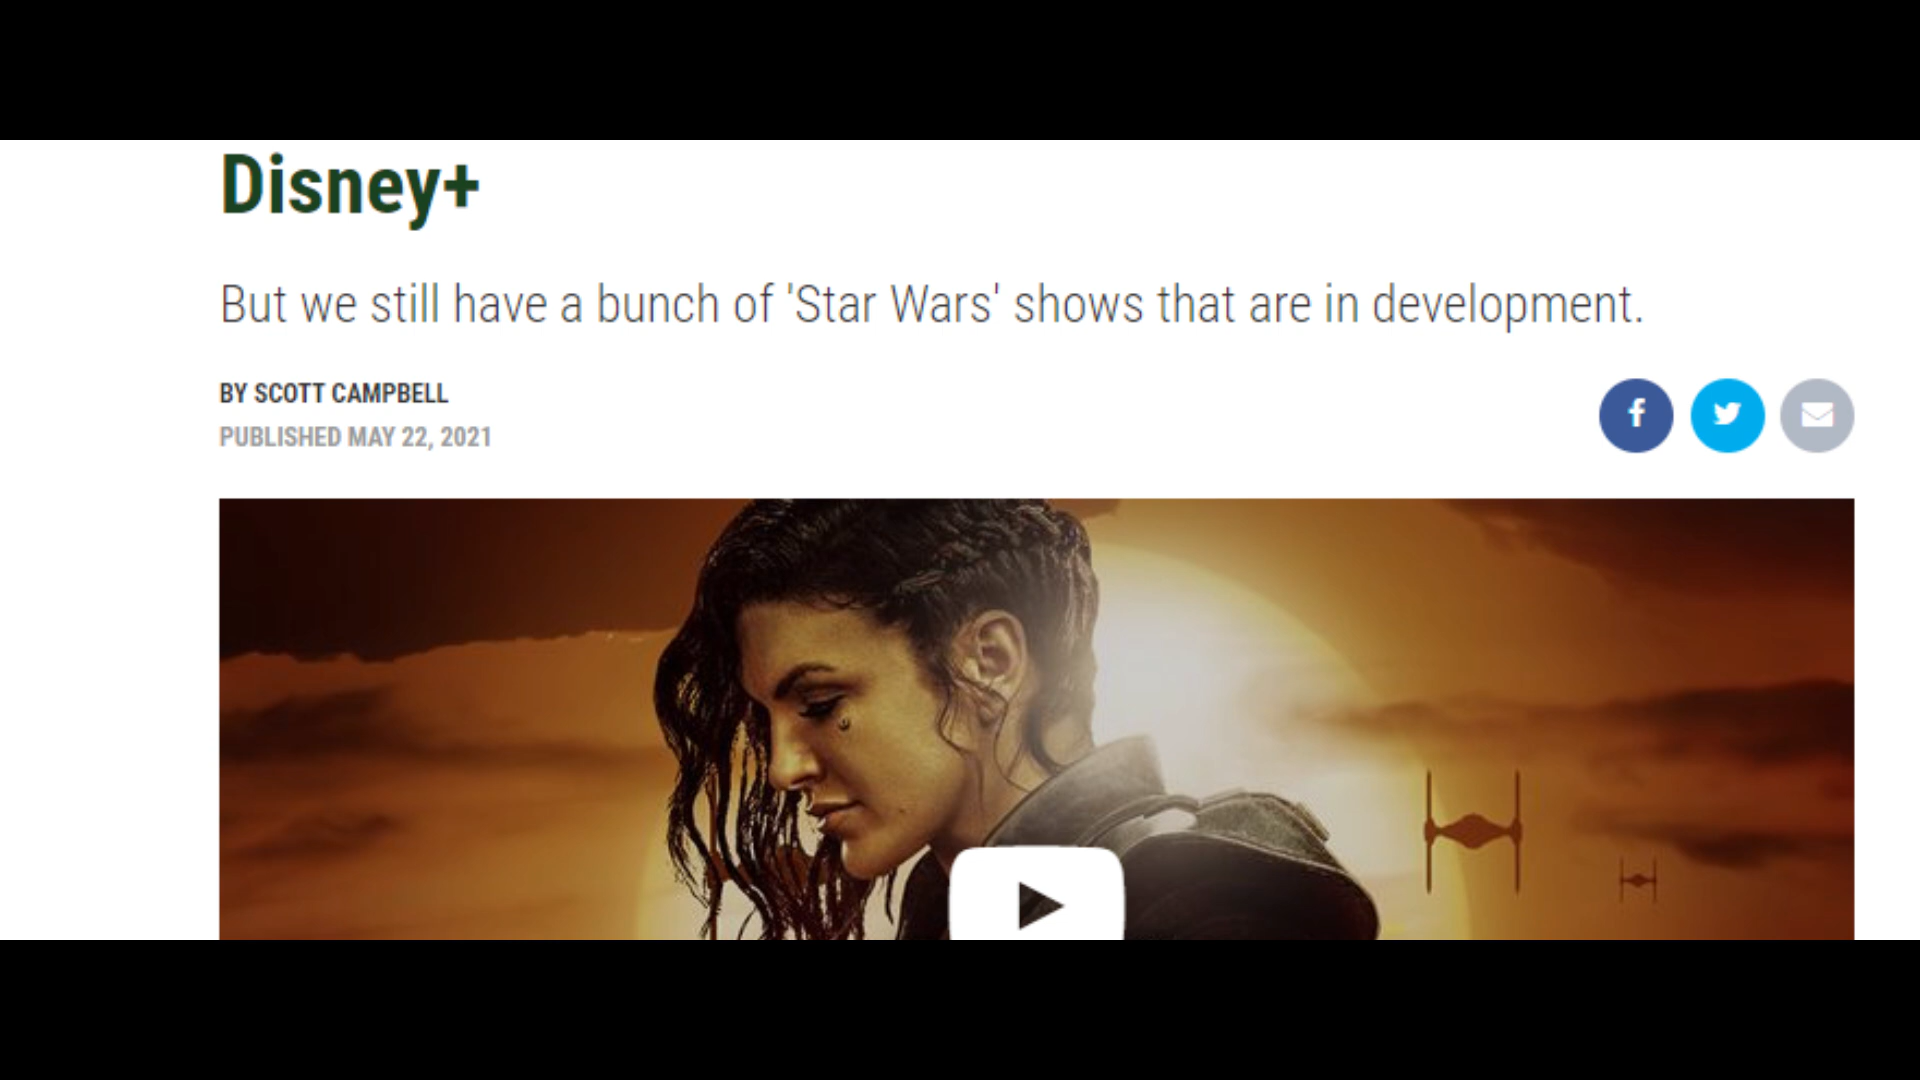 Disney+
But we still have a bunch of 'Star Wars' shows that are in development.
BY SCOTT CAMPBELL
PUBLISHED MAY 22, 2021